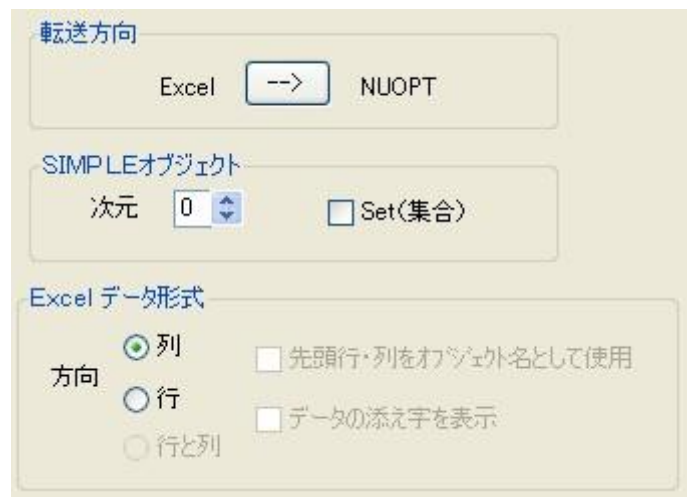 転送方向
Excel --> NUOPT
SIMPLEオブジェクト
次元 0 Set(集合)
Excel データ形式
列
先頭行・列をオブジェクト名として使用
方向
行
データの添え字を表示
行と列